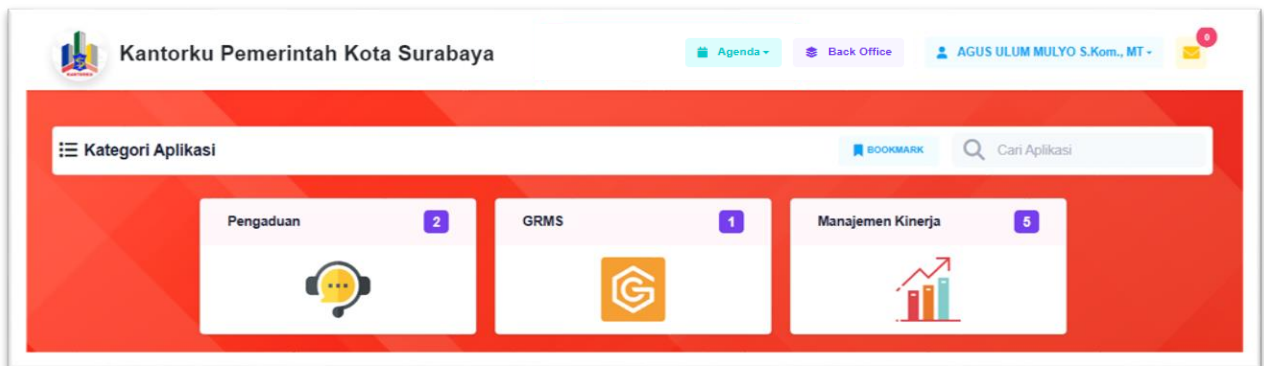 Kantorku Pemerintah Kota Surabaya
Agenda
Back Office
AGUS ULUM MULYO S.Kom., MT
0
KANTORKU
Kategori Aplikasi
BOOKMARK
Cari Aplikasi
Pengaduan 2
GRMS 1
Manajemen Kinerja 5